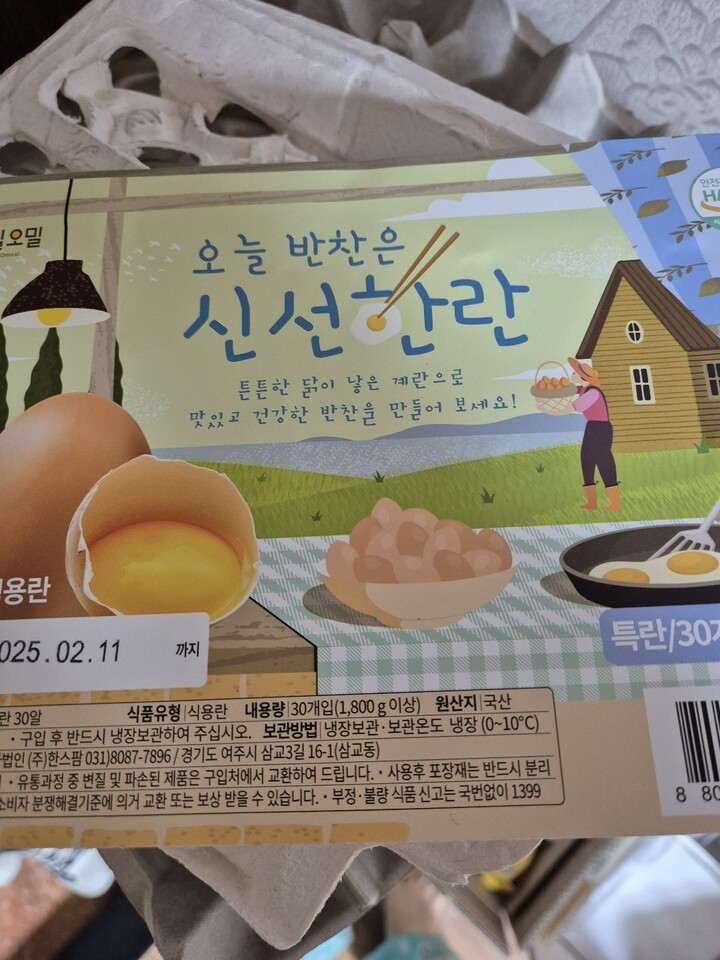 오밀
안전
HA
오늘 반찬은
신선한란
튼튼한 닭이 낳은 계란으로
맛있고 건강한 반찬을 만들어 보세요!
용란
025.02.11 까지
특란/30
란 30알 식품유형 식용란 내용량 30개입(1,800 g 이상) 원산지 국산
· 구입 후 반드시 냉장보관하여 주십시오. 보관방법 냉장보관·보관온도 냉장 (0~10℃)
법인 (주)한스팜 031)8087-7896 / 경기도 여주시 삼교3길 16-1(삼교동)
· 유통과정 중 변질 및 파손된 제품은 구입처에서 교환하여 드립니다. · 사용후 포장재는 반드시 분리
소비자 분쟁해결기준에 의거 교환 또는 보상 받을 수 있습니다. · 부정·불량 식품 신고는 국번없이 1399
8 80